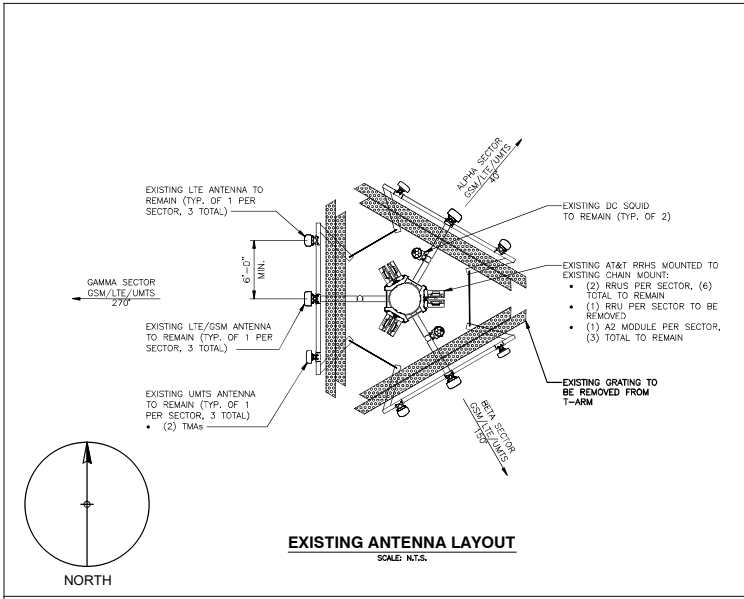 EXISTING LTE ANTENNA TO
REMAIN (TYP. OF 1 PER
SECTOR, 3 TOTAL)
6'-0"
MIN.
GAMMA SECTOR
GSM/LTE/UMTS
270°
EXISTING LTE/GSM ANTENNA
TO REMAIN (TYP. OF 1 PER
SECTOR, 3 TOTAL)
EXISTING UMTS ANTENNA
TO REMAIN (TYP. OF 1
PER SECTOR, 3 TOTAL)
• (2) TMAs
ALPHA SECTOR
GSM/LTE/UMTS
40°
EXISTING DC SQUID
TO REMAIN (TYP. OF 2)
EXISTING AT&T RRHS MOUNTED TO
EXISTING CHAIN MOUNT:
• (2) RRUS PER SECTOR, (6)
TOTAL TO REMAIN
• (1) RRU PER SECTOR TO BE
REMOVED
• (1) A2 MODULE PER SECTOR,
(3) TOTAL TO REMAIN
EXISTING GRATING TO
BE REMOVED FROM
T-ARM
BETA SECTOR
GSM/LTE/UMTS
150°
NORTH
EXISTING ANTENNA LAYOUT
SCALE: N.T.S.